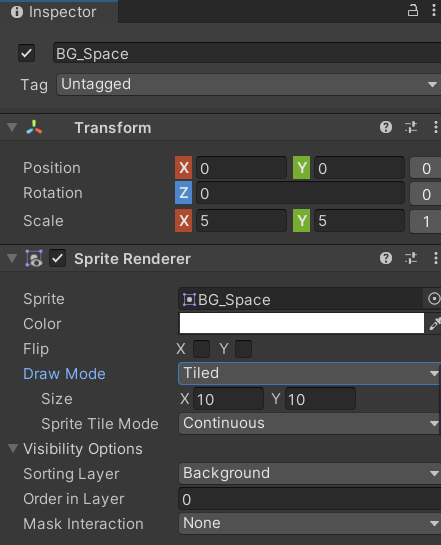 Inspector
BG_Space
Tag Untagged
Transform
Position X 0 Y 0 0
Rotation Z 0 0
Scale X 5 Y 5 1
Sprite Renderer
Sprite BG_Space
Color
Flip X Y
Draw Mode Tiled
Size X 10 Y 10
Sprite Tile Mode Continuous
Visibility Options
Sorting Layer Background
Order in Layer 0
Mask Interaction None